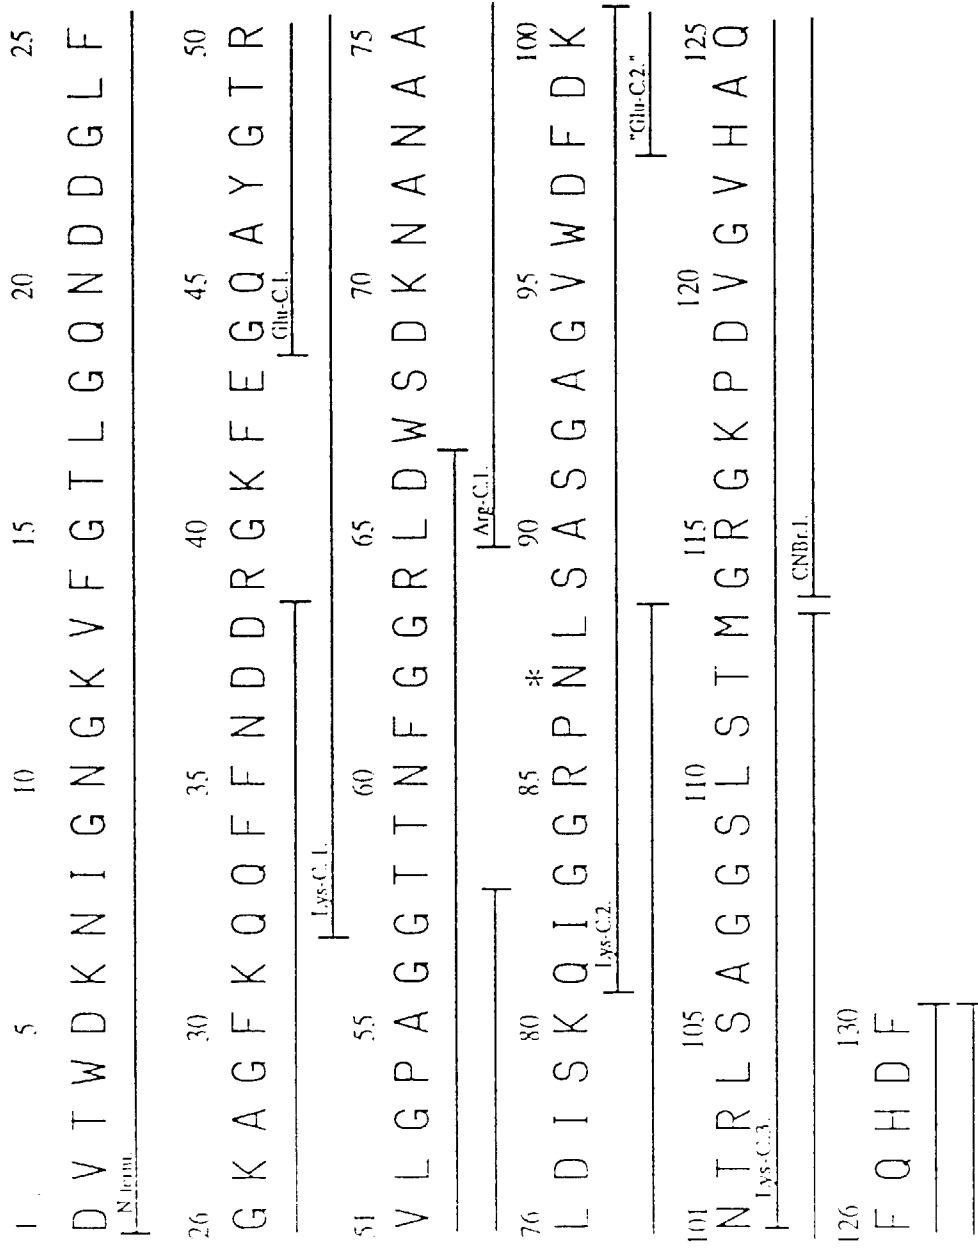 1 5 10 15 20 25
D V T W D K N I G N G K V F G T L G Q N D D G L F
N-term.
26 30 35 40 45 50
G K A G F K Q Q F F N D D R G K F E G Q A Y G T R
Glu-C.1.
Lys-C.1.
51 55 60 65 70 75
V L G P A G G T T N F G G R L D W S D K N A N A A
Arg-C.1.
76 80 85 * 90 95 100
L D I S K Q I G G R P N L S A S G A G V W D F D K
Lys-C.2.
"Glu-C.2."
101 105 110 115 120 125
N T R L S A G G S L S T M G R G K P D V G V H A Q
Lys-C.3.
CNBr.1.
126 130
F Q H D F